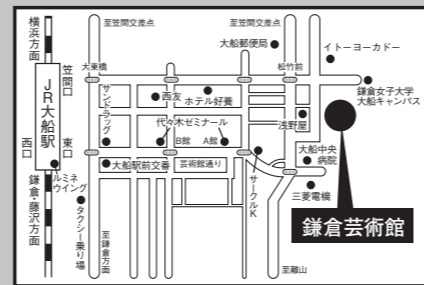 至笠間交差点
至笠間交差点
横浜方面
笠間口
大船郵便局
イトーヨーカドー
大東橋
松竹前
JR大船駅
西友
ホテル好養
鎌倉女子大学
大船キャンパス
サンドラッグ
代々木ゼミナール
浅野屋
B館
A館
西口
東口
大船駅前交番
芸術館通り
大船中央
病院
ルミネ
ウイング
サークルK
三菱電機
鎌倉・藤沢方面
タクシー乗り場
鎌倉芸術館
至鎌倉方面
至離山